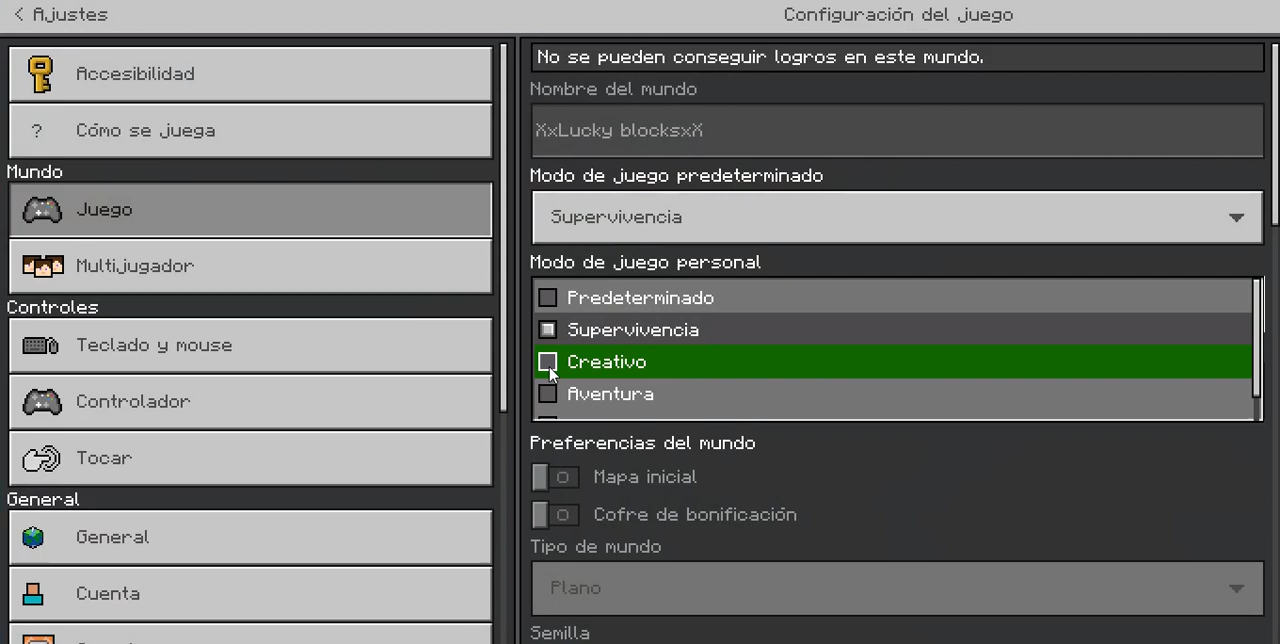 < Ajustes
Configuración del juego
Accesibilidad
? Cómo se juega
Mundo
Juego
Multijugador
Controles
Teclado y mouse
Controlador
Tocar
General
General
Cuenta
No se pueden conseguir logros en este mundo.
Nombre del mundo
XxLucky blocksxX
Modo de juego predeterminado
Supervivencia
Modo de juego personal
Predeterminado
Supervivencia
Creativo
Aventura
Preferencias del mundo
Mapa inicial
Cofre de bonificación
Tipo de mundo
Plano
Semilla